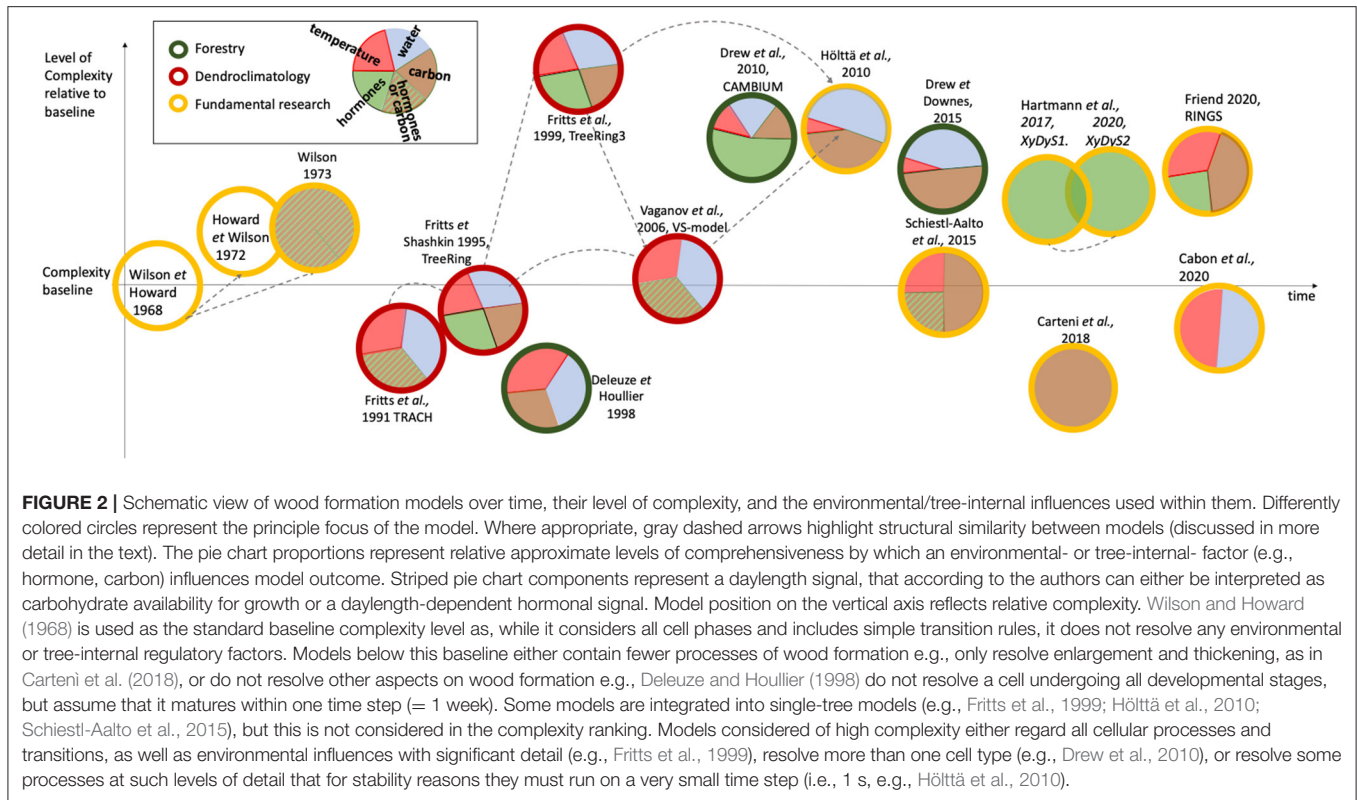 Level of
Complexity
relative to
baseline
Forestry
Dendroclimatology
Fundamental research
temperature
water
carbon
hormones
or carbon
hormones
Wilson
1973
Howard
et Wilson
1972
Wilson et
Howard
1968
Complexity
baseline
Fritts et al.,
1999, TreeRing3
Fritts et
Shashkin 1995,
TreeRing
Fritts et al.,
1991 TRACH
Deleuze et
Houllier
1998
Vaganov et al.,
2006, VS-model
Drew et al.,
2010,
CAMBIUM
Hölttä et al.,
2010
Drew et
Downes,
2015
Schiestl-Aalto
et al., 2015
Hartmann et al.,
2017, 2020,
XyDyS1. XyDyS2
Carteni et al.,
2018
Friend 2020,
RINGS
Cabon et al.,
2020
time
FIGURE 2 | Schematic view of wood formation models over time, their level of complexity, and the environmental/tree-internal influences used within them. Differently
colored circles represent the principle focus of the model. Where appropriate, gray dashed arrows highlight structural similarity between models (discussed in more
detail in the text). The pie chart proportions represent relative approximate levels of comprehensiveness by which an environmental- or tree-internal- factor (e.g.,
hormone, carbon) influences model outcome. Striped pie chart components represent a daylength signal, that according to the authors can either be interpreted as
carbohydrate availability for growth or a daylength-dependent hormonal signal. Model position on the vertical axis reflects relative complexity. Wilson and Howard
(1968) is used as the standard baseline complexity level as, while it considers all cell phases and includes simple transition rules, it does not resolve any environmental
or tree-internal regulatory factors. Models below this baseline either contain fewer processes of wood formation e.g., only resolve enlargement and thickening, as in
Cartenì et al. (2018), or do not resolve other aspects on wood formation e.g., Deleuze and Houllier (1998) do not resolve a cell undergoing all developmental stages,
but assume that it matures within one time step (= 1 week). Some models are integrated into single-tree models (e.g., Fritts et al., 1999; Hölttä et al., 2010;
Schiestl-Aalto et al., 2015), but this is not considered in the complexity ranking. Models considered of high complexity either regard all cellular processes and
transitions, as well as environmental influences with significant detail (e.g., Fritts et al., 1999), resolve more than one cell type (e.g., Drew et al., 2010), or resolve some
processes at such levels of detail that for stability reasons they must run on a very small time step (i.e., 1 s, e.g., Hölttä et al., 2010).